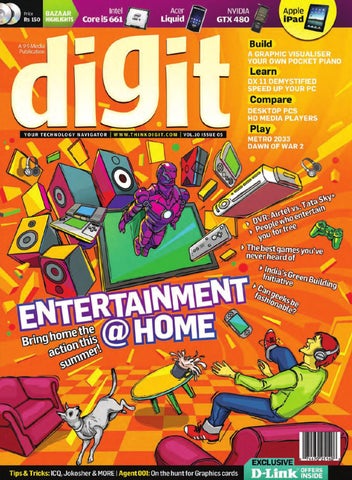 Price
Rs 150
BAZAAR
HIGHLIGHTS
Intel
Core i5 661
Acer
Liquid
NVIDIA
GTX 480
Apple
iPad
A 9.9 Media
Publication
digit
YOUR TECHNOLOGY NAVIGATOR | WWW.THINKDIGIT.COM | VOL.10 ISSUE 05
Build
A GRAPHIC VISUALISER
YOUR OWN POCKET PIANO
Learn
DX 11 DEMYSTIFIED
SPEED UP YOUR PC
Compare
DESKTOP PCS
HD MEDIA PLAYERS
Play
METRO 2033
DAWN OF WAR 2
DVR: Airtel vs. Tata Sky+
People who entertain
you for free
The best games you've
never heard of
India's Green Building
Initiative
Can geeks be
fashionable?
ENTERTAINMENT
@ HOME
Bring home the
action this
summer!
EXCLUSIVE
D-Link OFFERS
INSIDE
Tips & Tricks: ICQ, Jokosher & MORE | Agent 001: On the hunt for Graphics cards